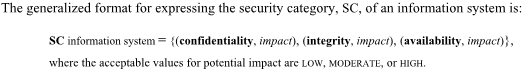 The generalized format for expressing the security category, SC, of an information system is:
SC information system = {(confidentiality, impact), (integrity, impact), (availability, impact)},
where the acceptable values for potential impact are LOW, MODERATE, or HIGH.